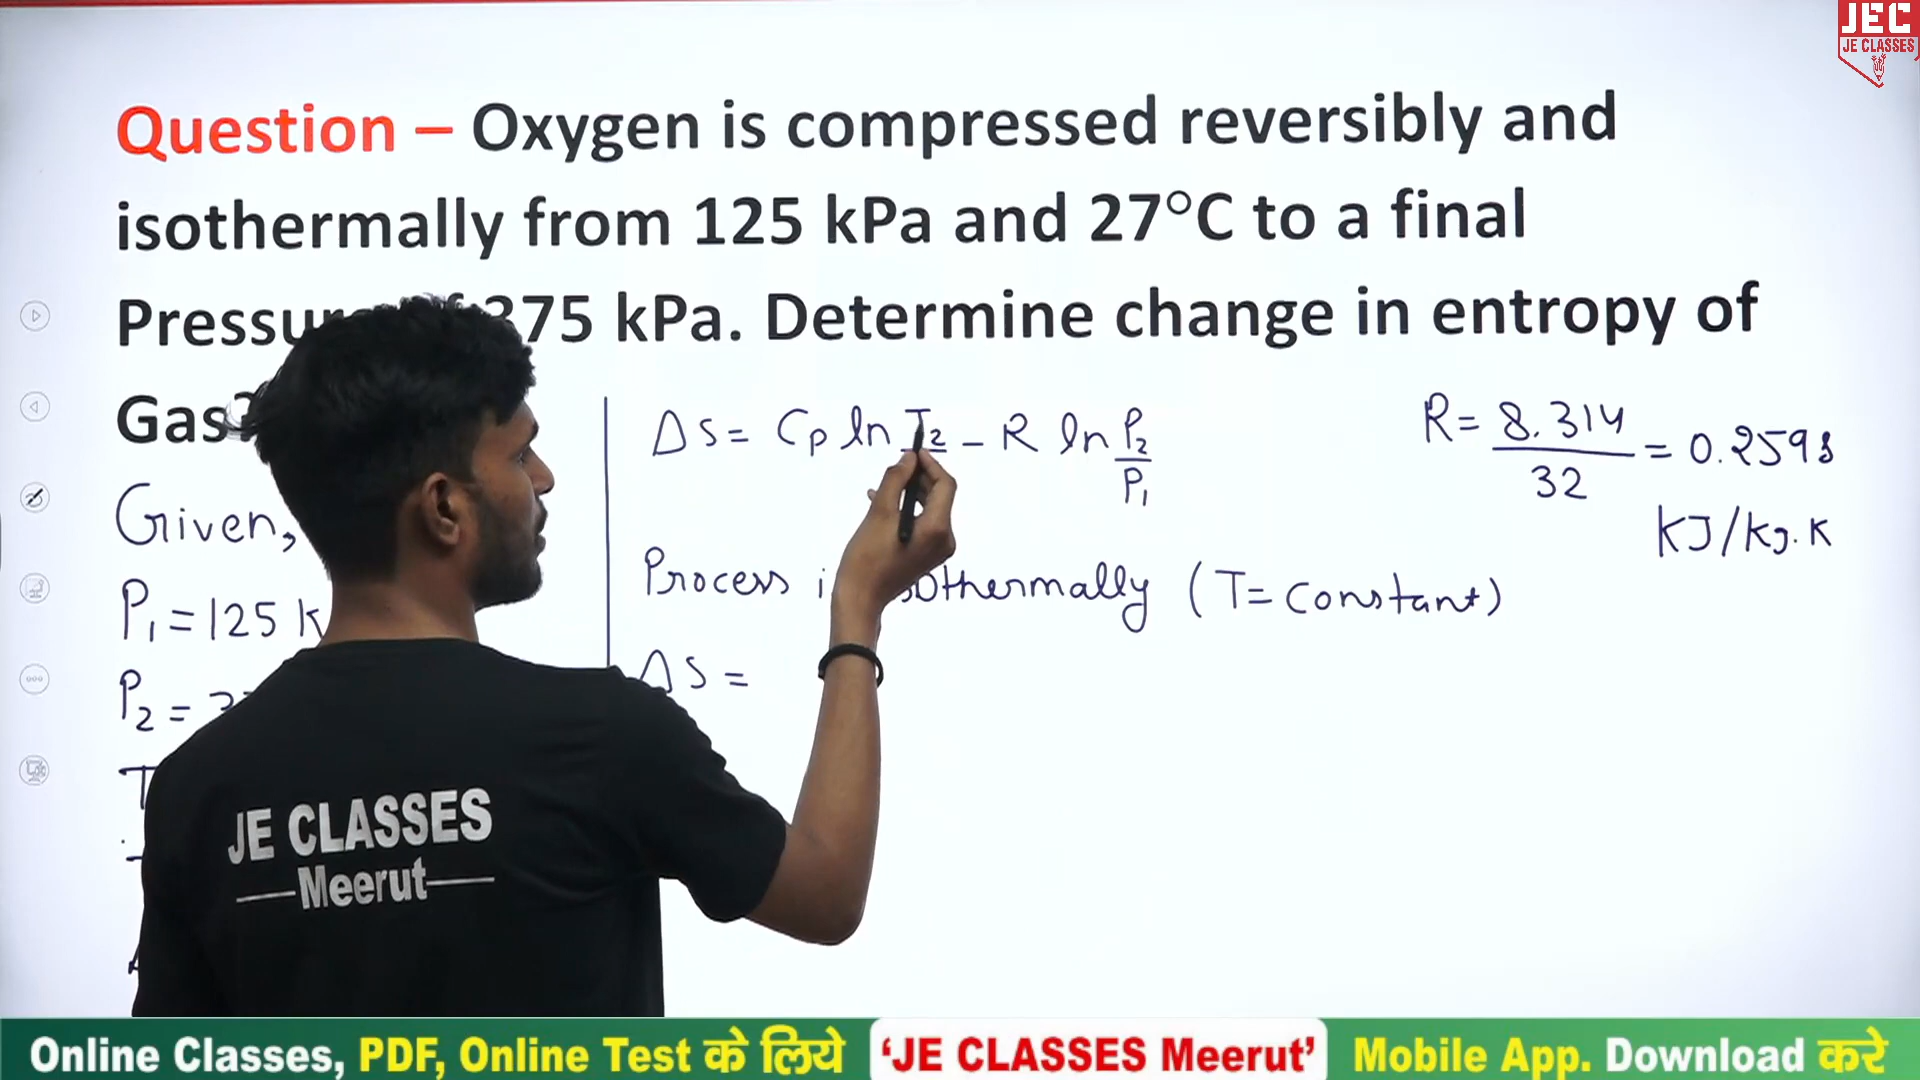 JEC
JE CLASSES
Question – Oxygen is compressed reversibly and
isothermally from 125 kPa and 27°C to a final
375 kPa. Determine change in entropy of
Gas?
Given,
P₁ = 125 k
P₂ = 3
T
Δs = Cp ln T₂ - R ln P₂/P₁
R = 8.314/32 = 0.2598
KJ/kg.K
Process i othermally (T = Constant)
ΔS =
JE CLASSES
Meerut
Online Classes, PDF, Online Test के लिये 'JE CLASSES Meerut' Mobile App. Download करे